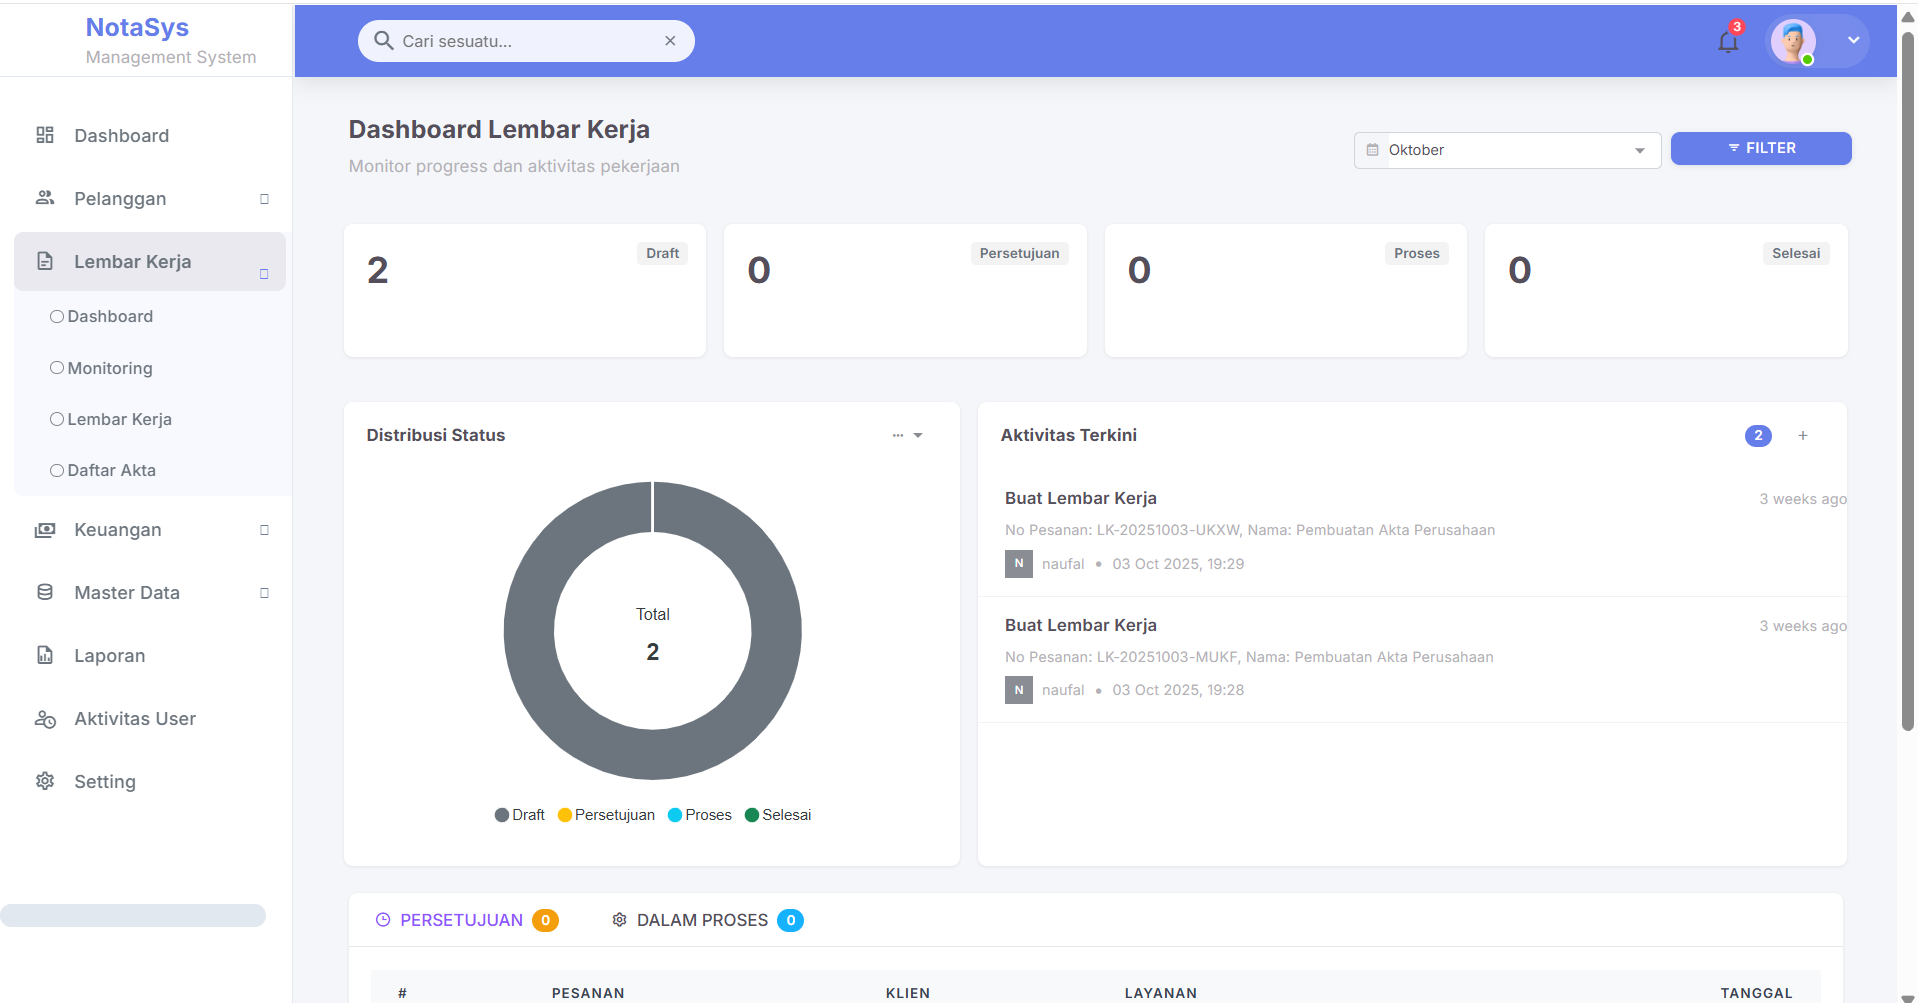 NotaSys
Management System
Cari sesuatu...
3
Dashboard
Pelanggan
Lembar Kerja
Dashboard
Monitoring
Lembar Kerja
Daftar Akta
Keuangan
Master Data
Laporan
Aktivitas User
Setting
Dashboard Lembar Kerja
Monitor progress dan aktivitas pekerjaan
Oktober
FILTER
2
Draft
0
Persetujuan
0
Proses
0
Selesai
Distribusi Status
Total
2
Draft Persetujuan Proses Selesai
Aktivitas Terkini
2
+
Buat Lembar Kerja
3 weeks ago
No Pesanan: LK-20251003-UKXW, Nama: Pembuatan Akta Perusahaan
N naufal • 03 Oct 2025, 19:29
Buat Lembar Kerja
3 weeks ago
No Pesanan: LK-20251003-MUKF, Nama: Pembuatan Akta Perusahaan
N naufal • 03 Oct 2025, 19:28
PERSETUJUAN 0 DALAM PROSES 0
# PESANAN KLIEN LAYANAN TANGGAL